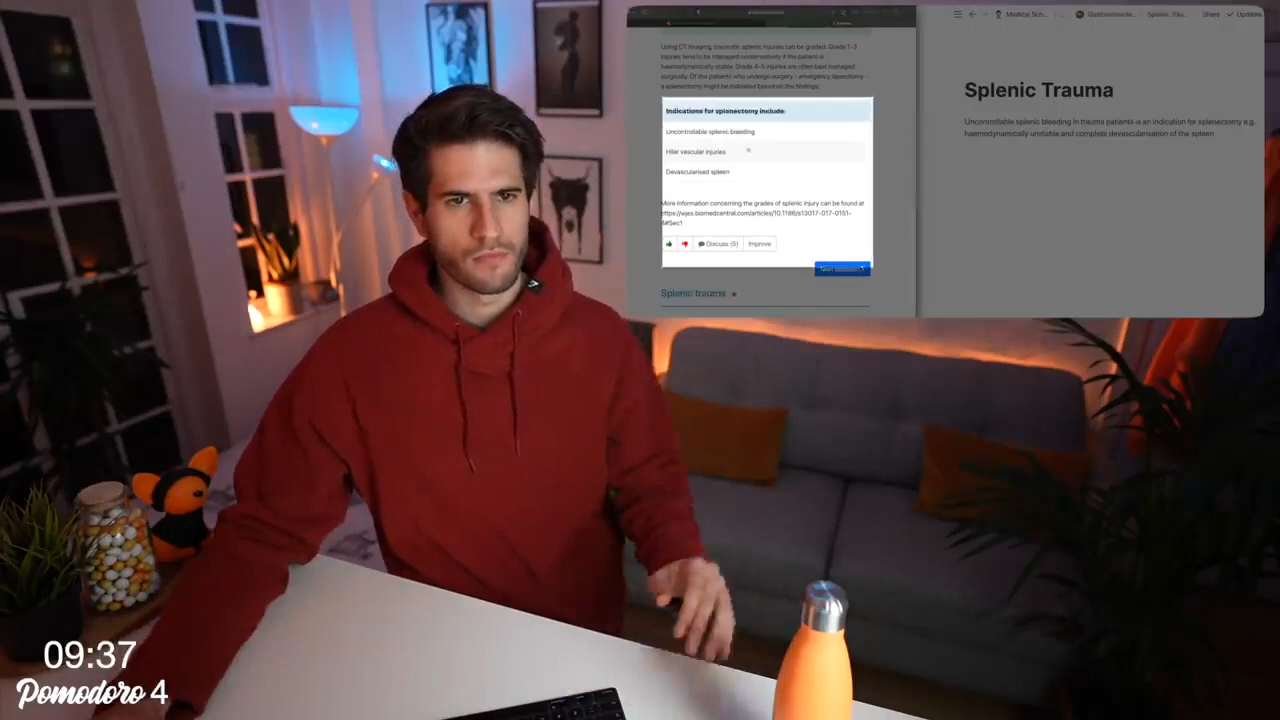 Using CT imaging, traumatic splenic injuries can be graded. Grade 1-3
injuries tend to be managed conservatively if the patient is
haemodynamically stable. Grade 4-5 injuries are often best managed
surgically. Of the patients who undergo surgery - emergency laparotomy -
a splenectomy might be indicated based on the findings.
Indications for splenectomy include:
Uncontrollable splenic bleeding
Hilar vascular injuries
Devascularised spleen
More information concerning the grades of splenic injury can be found at
https://wjes.biomedcentral.com/articles/10.1186/s13017-017-0151-
4#Sec1
Discuss (5)
Improve
Next
Splenic trauma
Medical Scn...
Gastroente...
Splenic Trau...
Share
Updates
Splenic Trauma
Uncontrollable splenic bleeding in trauma patients is an indication for splenectomy e.g.
haemodynamically unstable and complete devascularisation of the spleen
09:37
Pomodoro 4